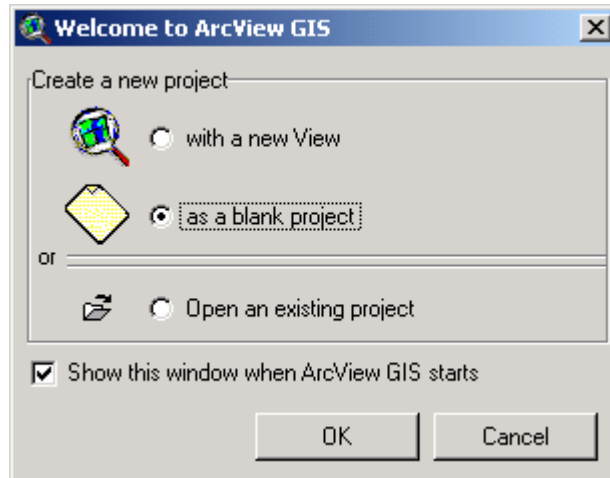 Welcome to ArcView GIS
Create a new project
with a new View
as a blank project
or
Open an existing project
Show this window when ArcView GIS starts
OK
Cancel